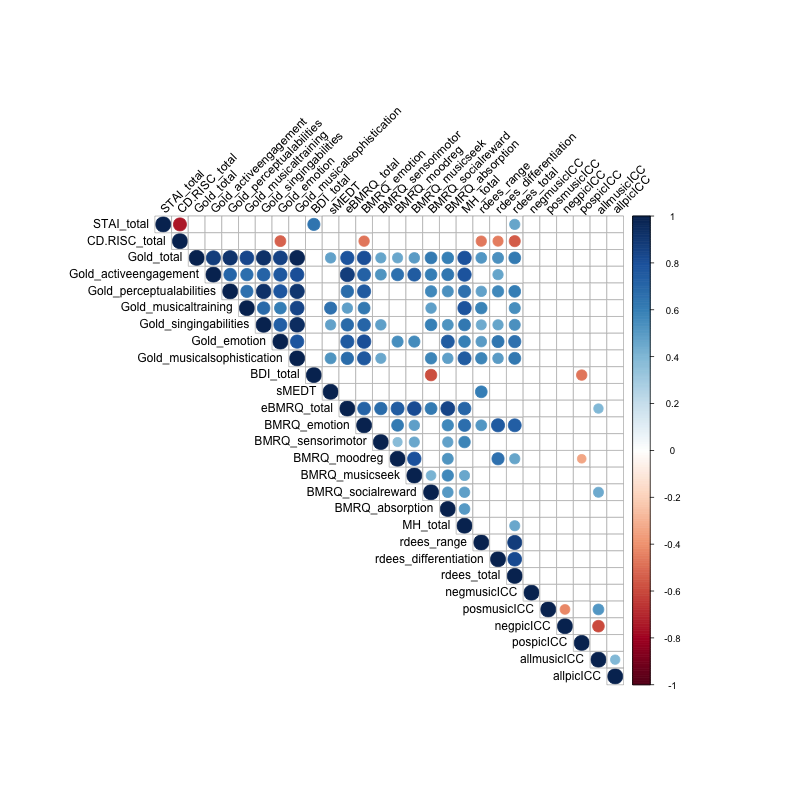 STAI_total
CD.RISC_total
Gold_total
Gold_activeengagement
Gold_perceptualabilities
Gold_musicaltraining
Gold_singingabilities
Gold_emotion
Gold_musicalsophistication
BDI_total
sMEDT
eBMRQ_total
BMRQ_emotion
BMRQ_sensorimotor
BMRQ_moodreg
BMRQ_musicseek
BMRQ_socialreward
BMRQ_absorption
MH_total
rdees_range
rdees_differentiation
rdees_total
negmusicICC
posmusicICC
negpicICC
pospicICC
allmusicICC
allpicICC
STAI_total
CD.RISC_total
Gold_total
Gold_activeengagement
Gold_perceptualabilities
Gold_musicaltraining
Gold_singingabilities
Gold_emotion
Gold_musicalsophistication
BDI_total
sMEDT
eBMRQ_total
BMRQ_emotion
BMRQ_sensorimotor
BMRQ_moodreg
BMRQ_musicseek
BMRQ_socialreward
BMRQ_absorption
MH_total
rdees_range
rdees_differentiation
rdees_total
negmusicICC
posmusicICC
negpicICC
pospicICC
allmusicICC
allpicICC
1
0.8
0.6
0.4
0.2
0
-0.2
-0.4
-0.6
-0.8
-1